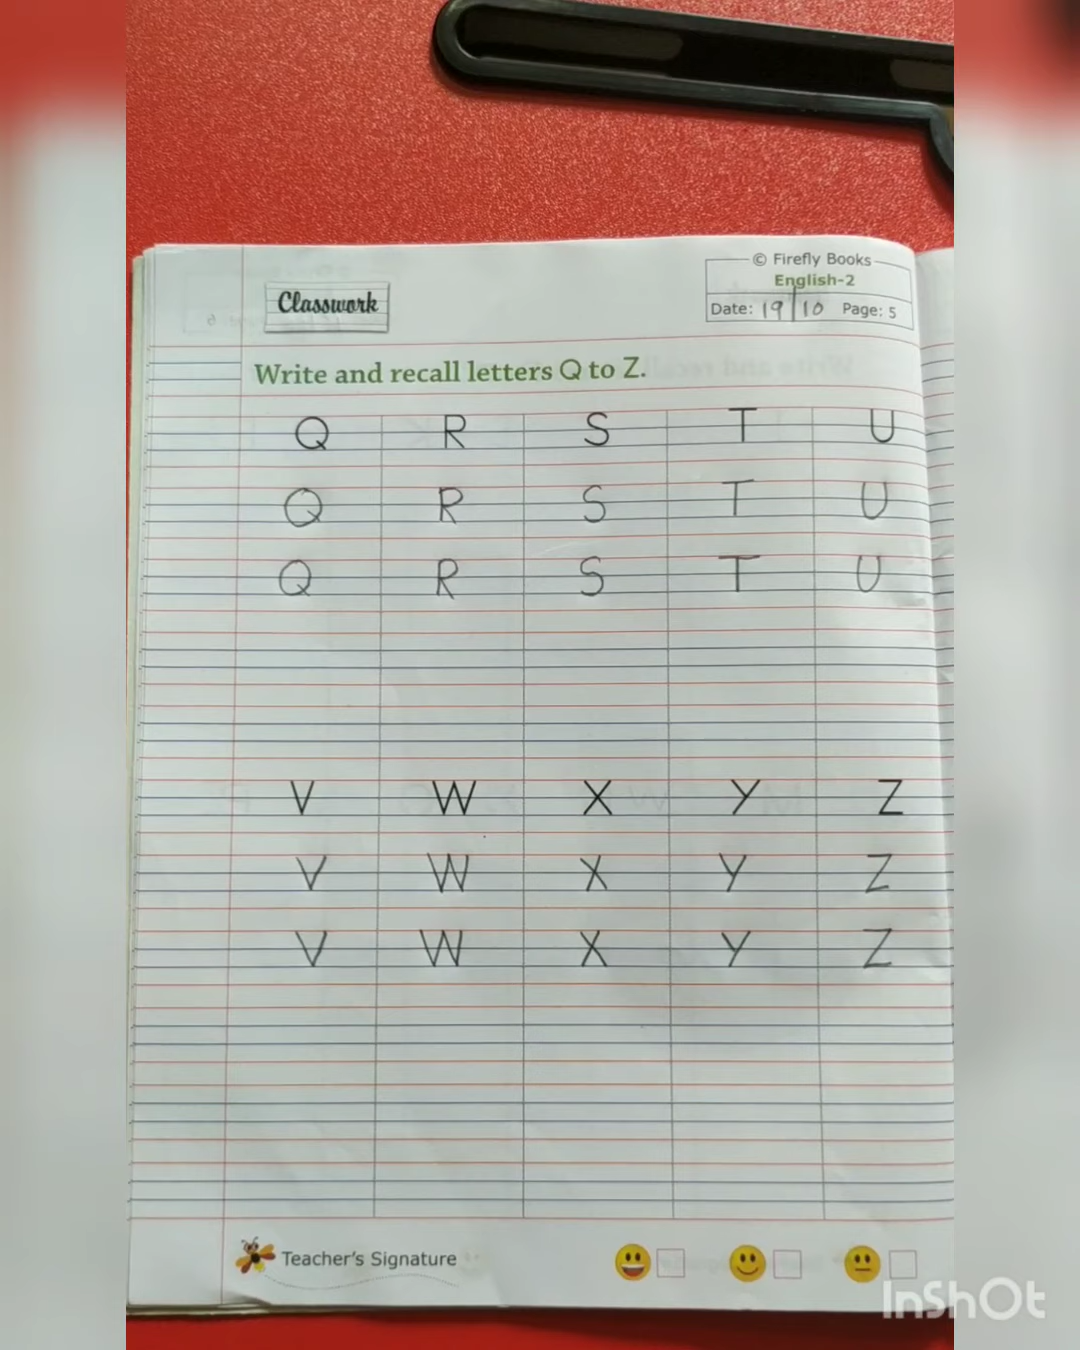 © Firefly Books
English-2
Classwork
Date: 19/10 Page: 5
Write and recall letters Q to Z.
Q R S T U
Q R S T U
Q R S T U
V W X Y Z
V W X Y Z
V W X Y Z
Teacher's Signature
InShOt